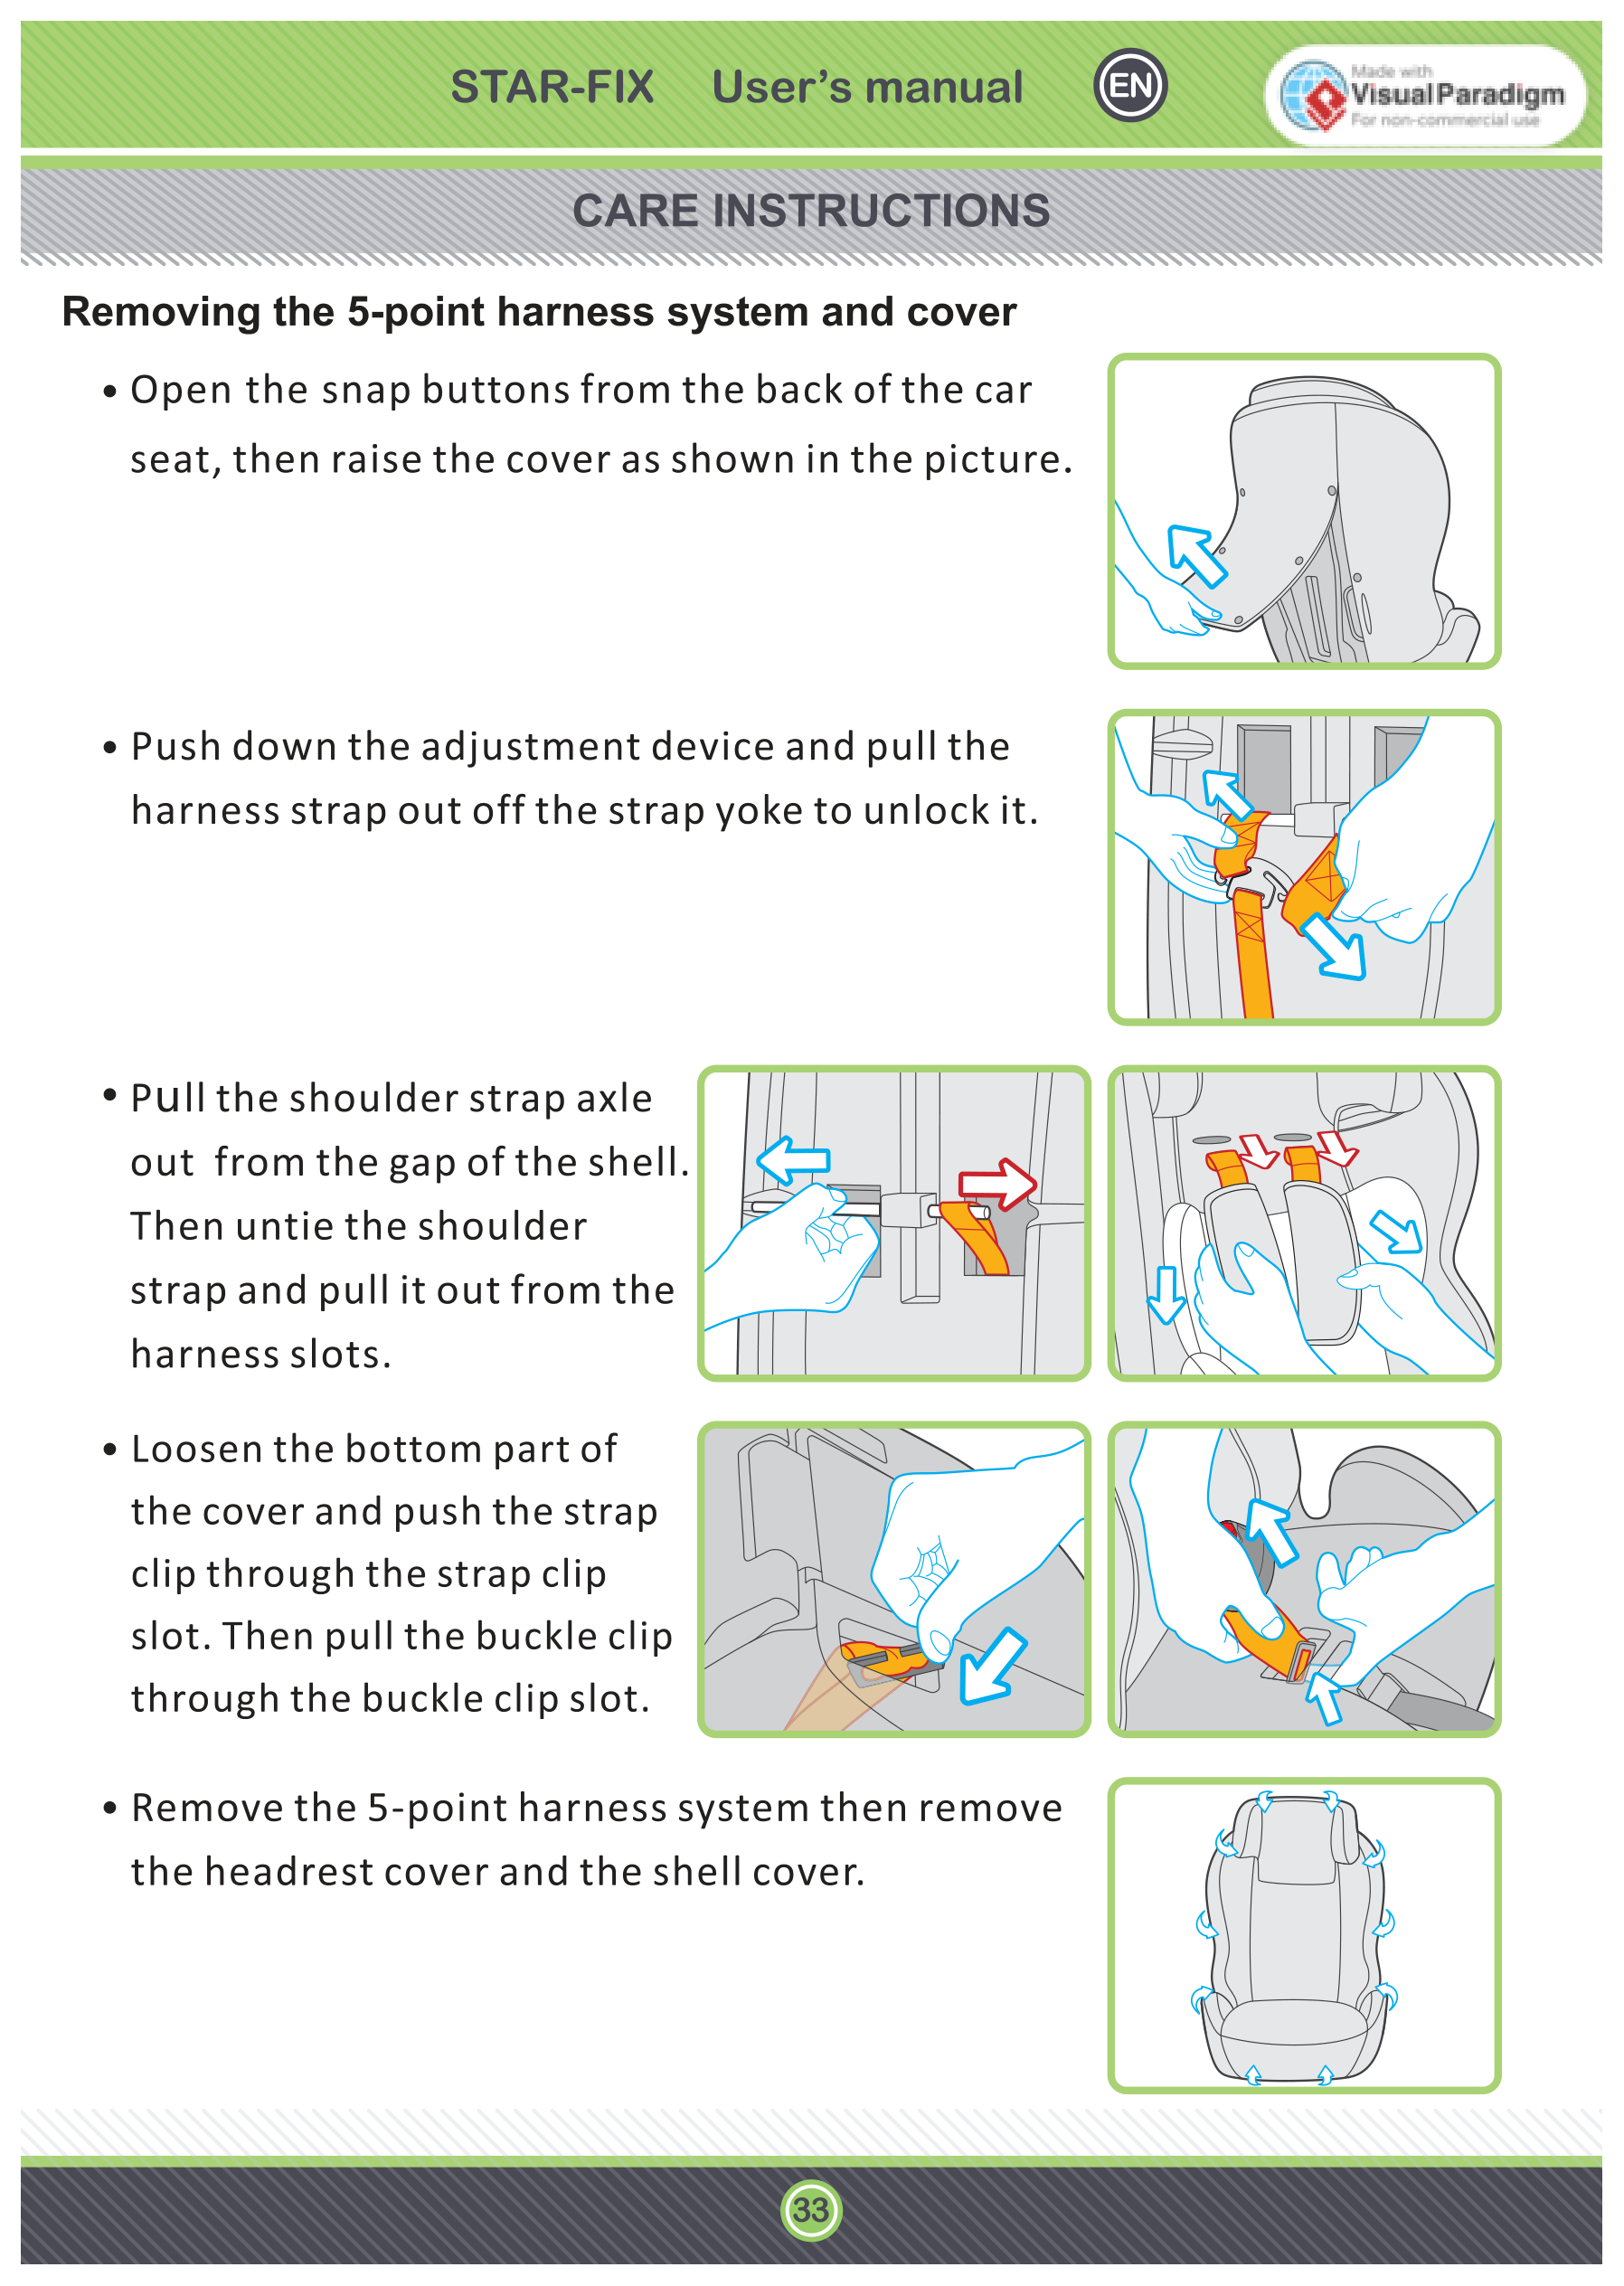 STAR-FIX User's manual EN
Made with
Visual Paradigm
For non-commercial use
CARE INSTRUCTIONS
Removing the 5-point harness system and cover
• Open the snap buttons from the back of the car
seat, then raise the cover as shown in the picture.
• Push down the adjustment device and pull the
harness strap out off the strap yoke to unlock it.
• Pull the shoulder strap axle
out from the gap of the shell.
Then untie the shoulder
strap and pull it out from the
harness slots.
• Loosen the bottom part of
the cover and push the strap
clip through the strap clip
slot. Then pull the buckle clip
through the buckle clip slot.
• Remove the 5-point harness system then remove
the headrest cover and the shell cover.
33